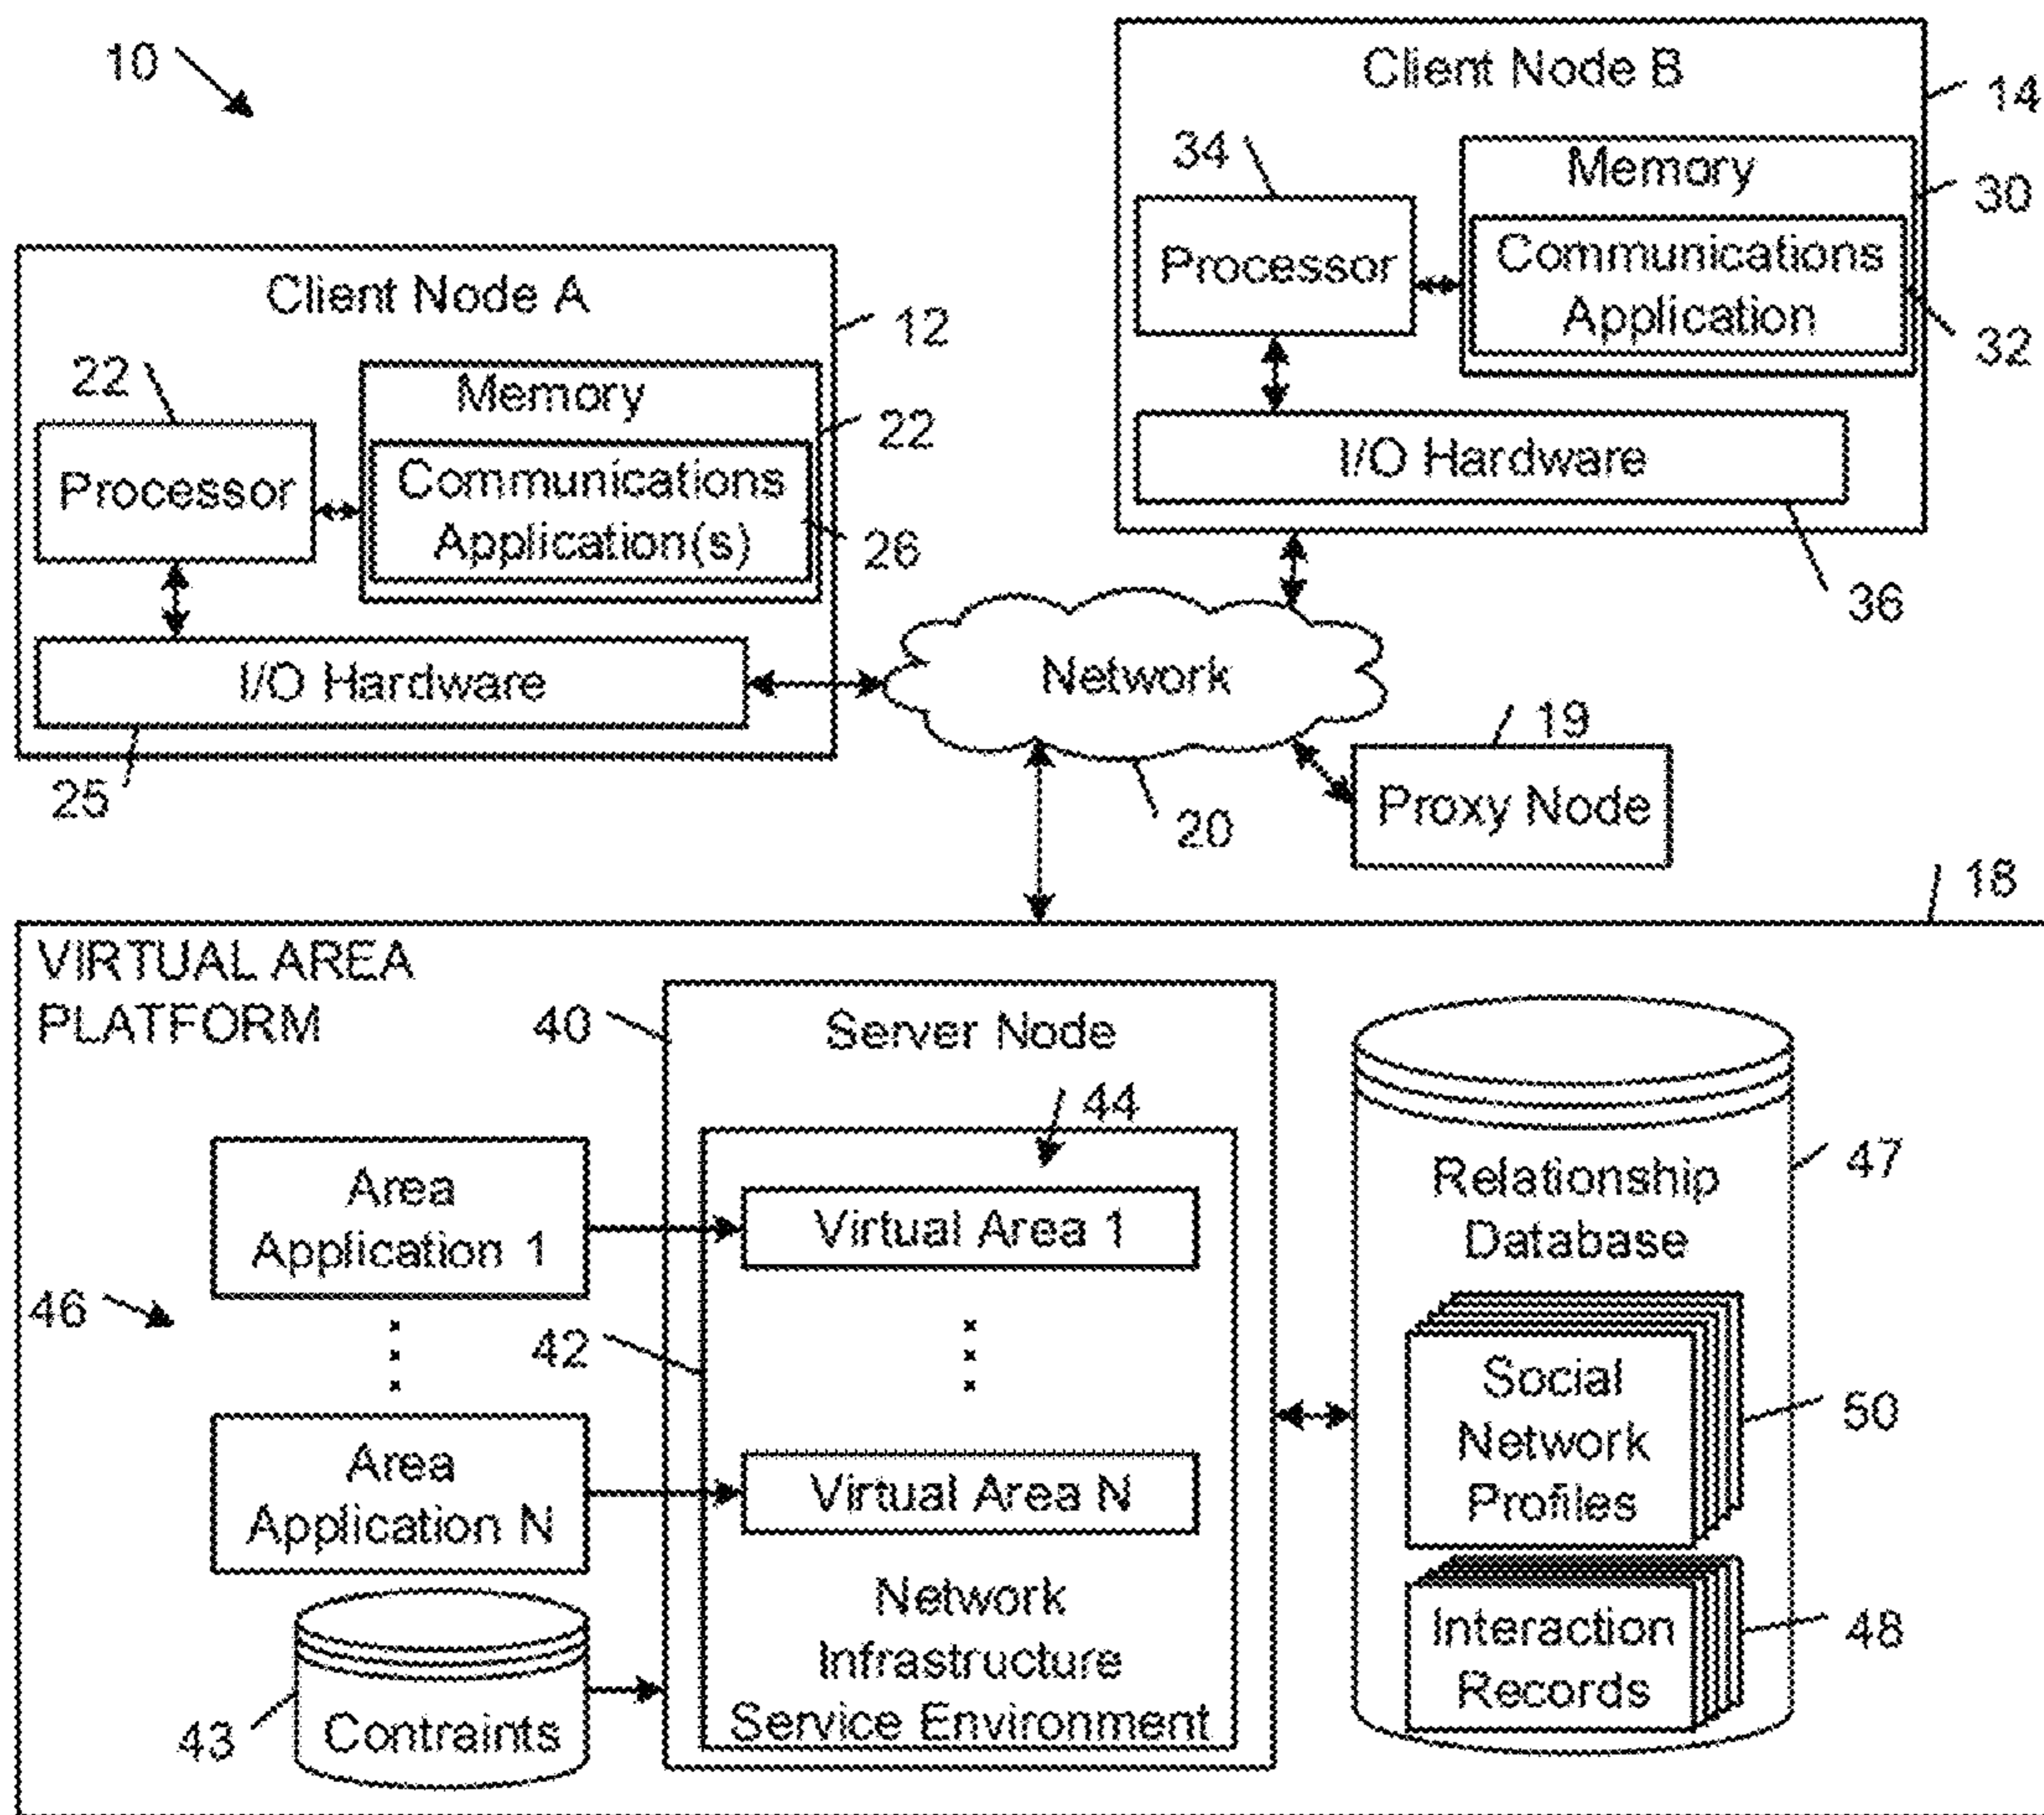 10
Client Node B
14
34
Memory
30
Processor
Communications
Application
32
I/O Hardware
36
Client Node A
12
22
Memory
22
Processor
Communications
Application(s)
26
I/O Hardware
25
Network
20
19
Proxy Node
18
VIRTUAL AREA
PLATFORM
40
Server Node
44
Area
Application 1
Virtual Area 1
46
42
Area
Application N
Virtual Area N
Network
Infrastructure
Service Environment
43
Contraints
47
Relationship
Database
Social
Network
Profiles
50
Interaction
Records
48